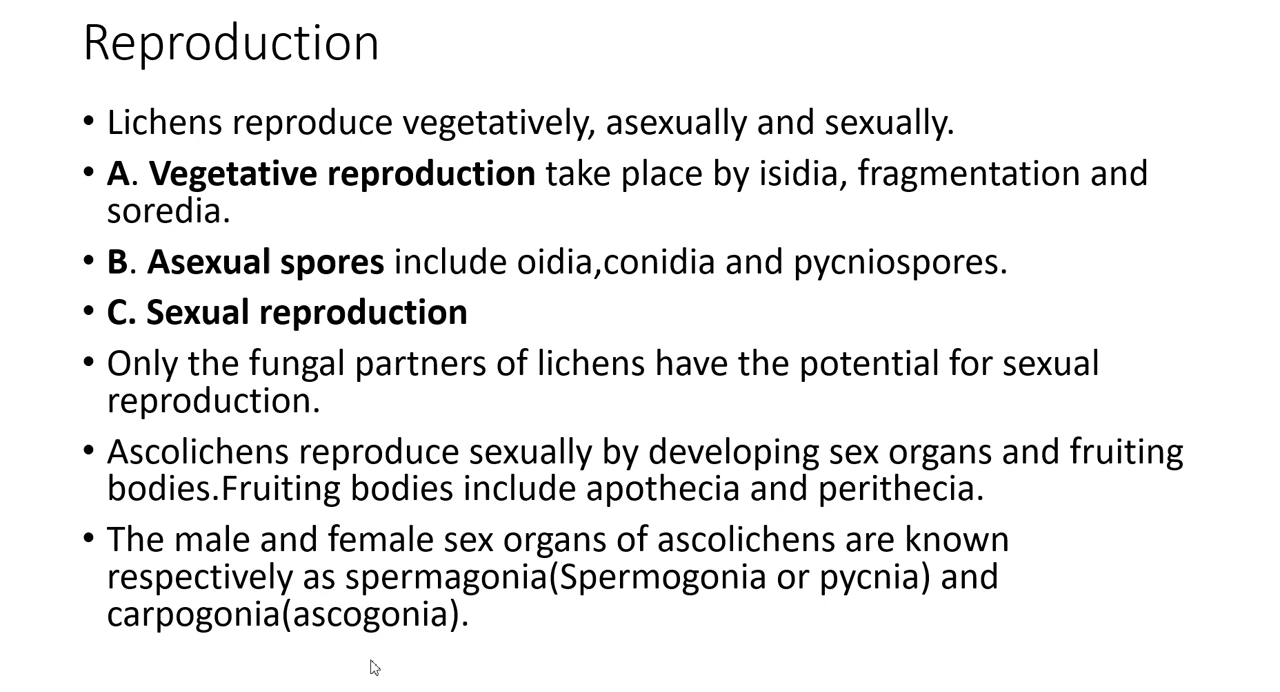 Reproduction
• Lichens reproduce vegetatively, asexually and sexually.
• A. Vegetative reproduction take place by isidia, fragmentation and
soredia.
• B. Asexual spores include oidia,conidia and pycniospores.
• C. Sexual reproduction
• Only the fungal partners of lichens have the potential for sexual
reproduction.
• Ascolichens reproduce sexually by developing sex organs and fruiting
bodies.Fruiting bodies include apothecia and perithecia.
• The male and female sex organs of ascolichens are known
respectively as spermagonia(Spermogonia or pycnia) and
carpogonia(ascogonia).